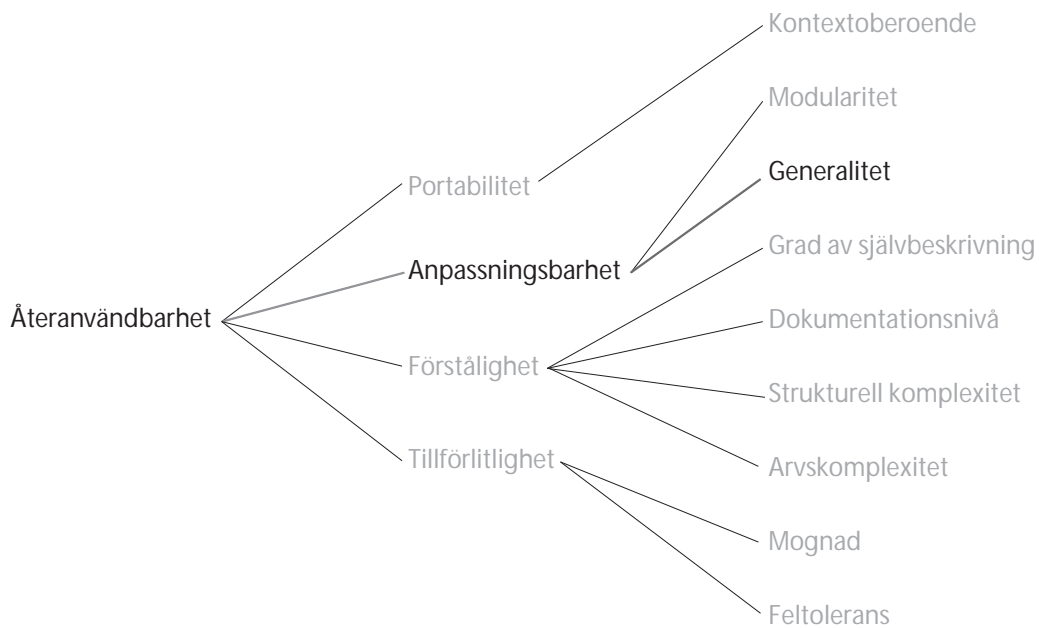 Kontextoberoende
Modularitet
Portabilitet
Generalitet
Grad av självbeskrivning
Anpassningsbarhet
Återanvändbarhet
Dokumentationsnivå
Förstålighet
Strukturell komplexitet
Tillförlitlighet
Arvskomplexitet
Mognad
Feltolerans